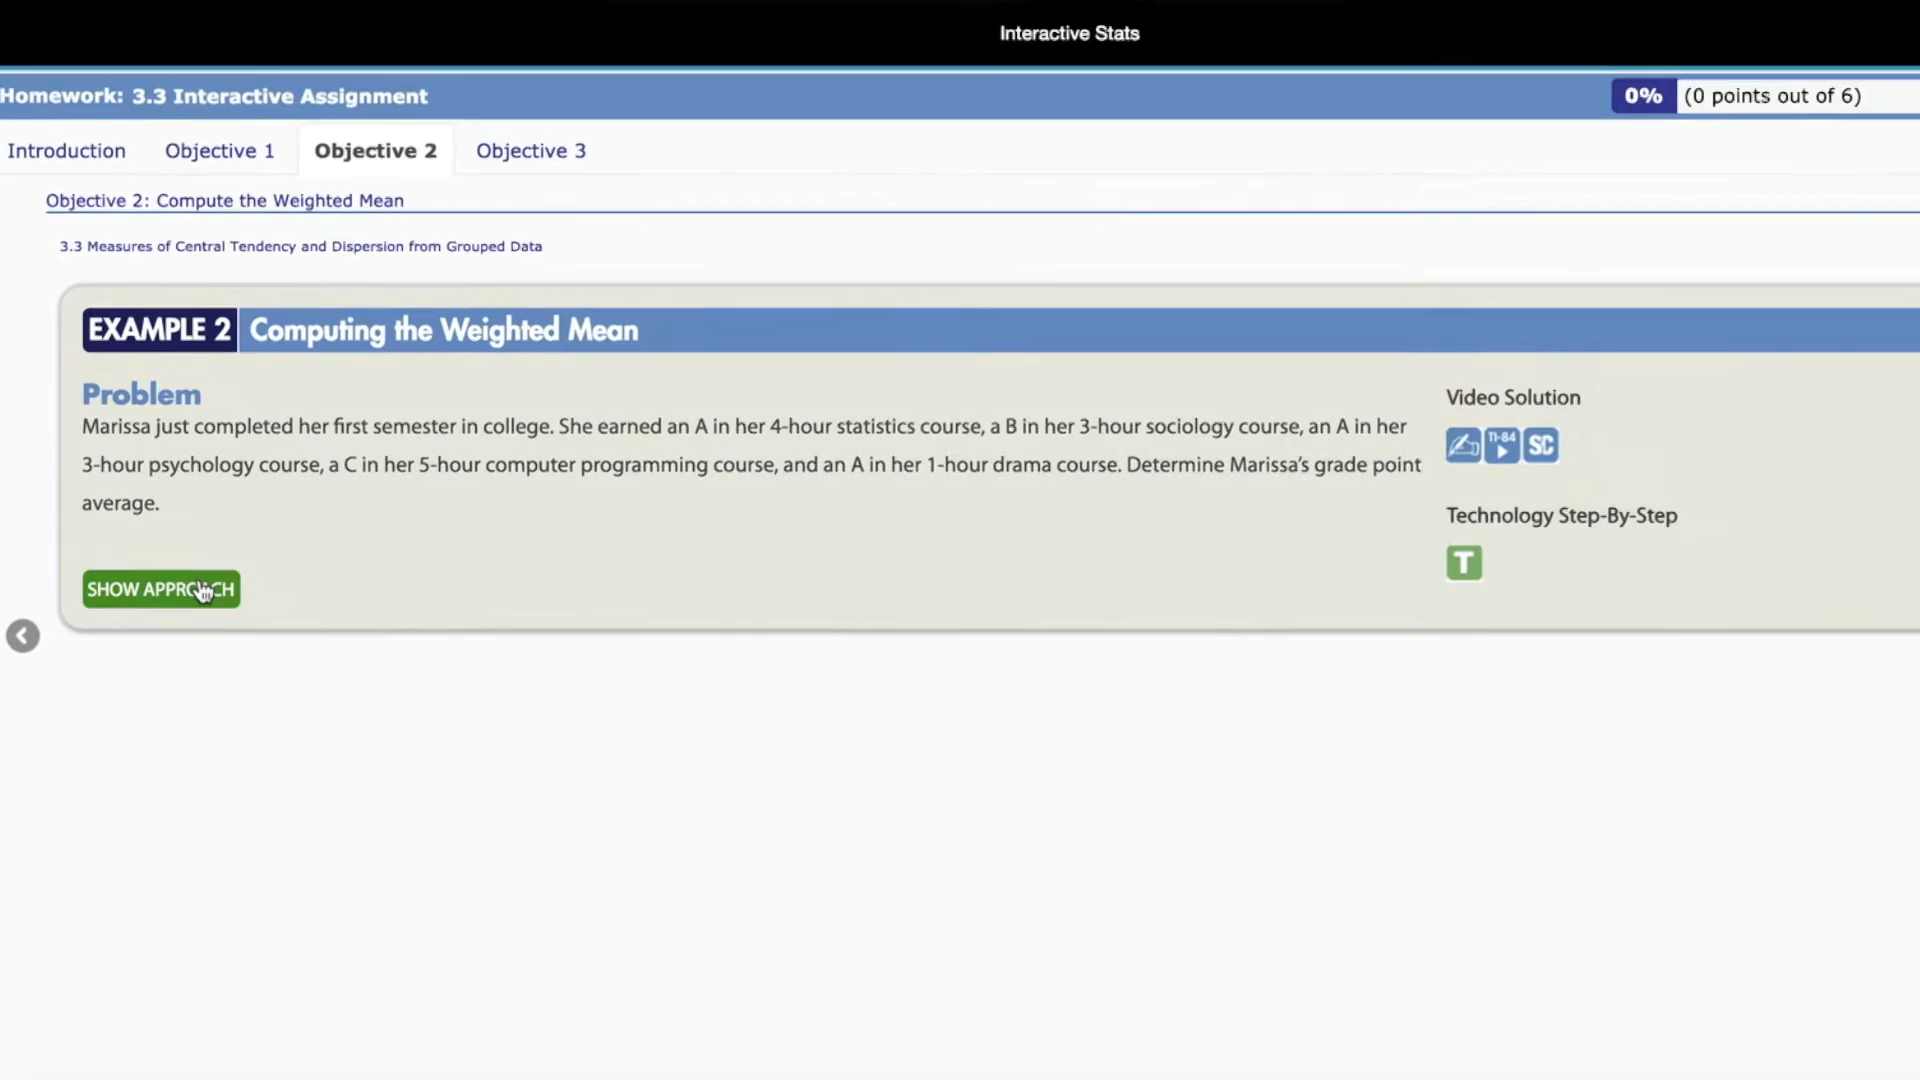 Interactive Stats
Homework: 3.3 Interactive Assignment
0% (0 points out of 6)
Introduction Objective 1 Objective 2 Objective 3
Objective 2: Compute the Weighted Mean
3.3 Measures of Central Tendency and Dispersion from Grouped Data
EXAMPLE 2 Computing the Weighted Mean
Problem
Marissa just completed her first semester in college. She earned an A in her 4-hour statistics course, a B in her 3-hour sociology course, an A in her
3-hour psychology course, a C in her 5-hour computer programming course, and an A in her 1-hour drama course. Determine Marissa's grade point
average.
Video Solution
TI-84 SC
Technology Step-By-Step
T
SHOW APPROACH